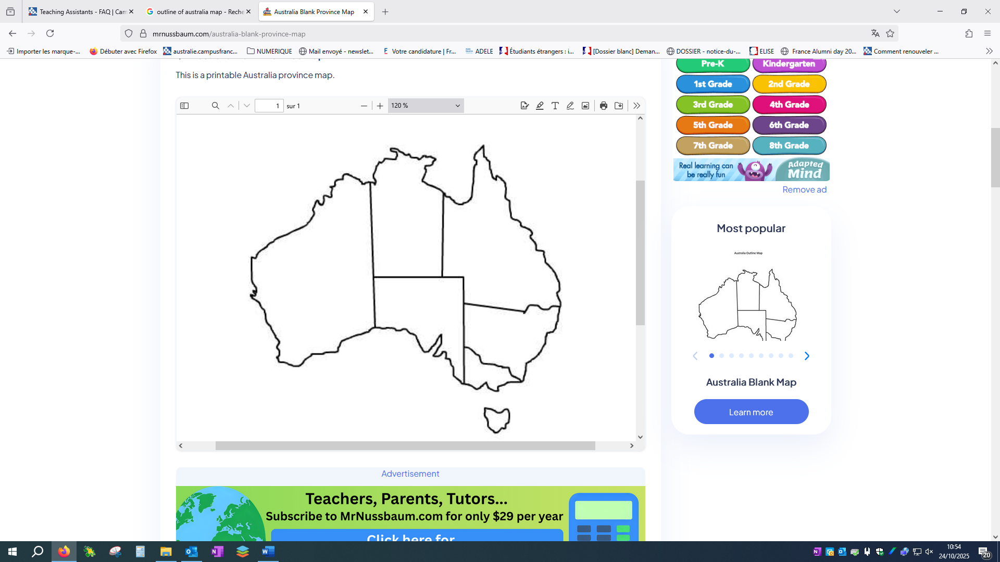 Teaching Assistants - FAQ | Cam
outline of australia map - Reche
Australia Blank Province Map
mrnussbaum.com/australia-blank-province-map
Importer les marque-...
Débuter avec Firefox
australie.campusfranc...
NUMERIQUE
Mail envoyé - newslet...
Votre candidature | Fr...
ADELE
Étudiants étrangers : i...
[Dossier blanc] Deman...
DOSSIER - notice-du-...
ELISE
France Alumni day 20...
Comment renouveler ...
This is a printable Australia province map.
1 sur 1
120 %
Pre-K
Kindergarten
1st Grade
2nd Grade
3rd Grade
4th Grade
5th Grade
6th Grade
7th Grade
8th Grade
Real learning can
be really fun
Adapted
Mind
Remove ad
Most popular
Australia Outline Map
Australia Blank Map
Learn more
Advertisement
Teachers, Parents, Tutors...
Subscribe to MrNussbaum.com for only $29 per year
Click here for
10:54
24/10/2025
20